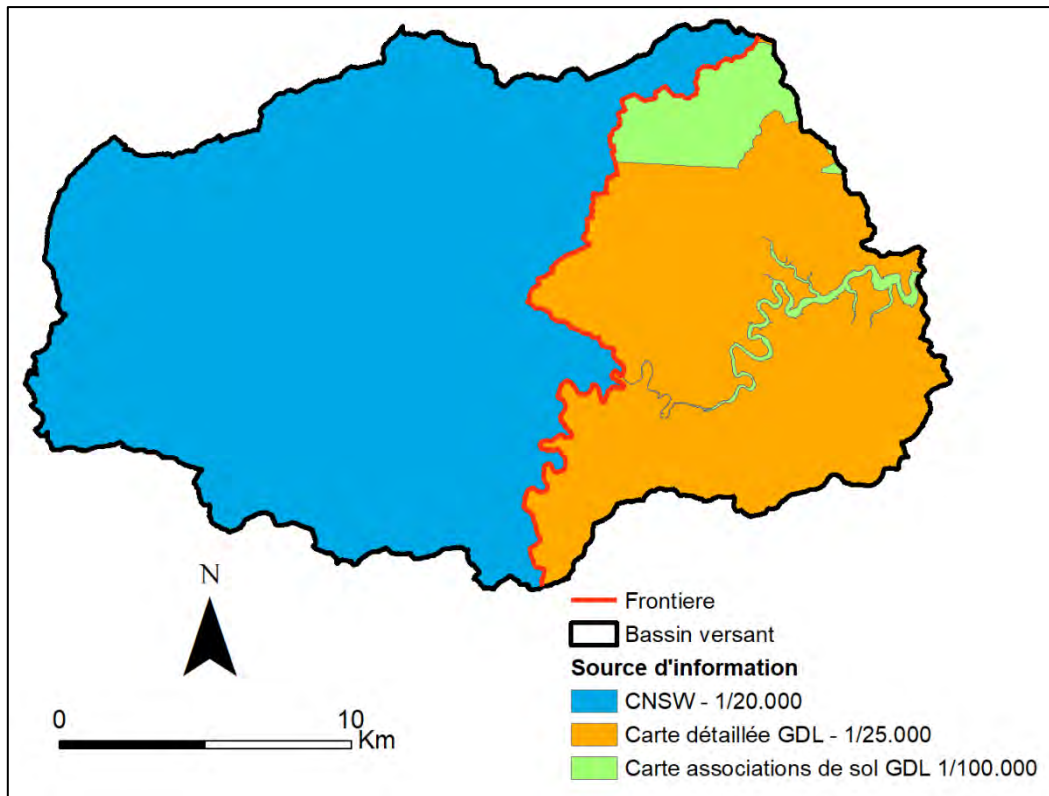 N
0 10
Km
Frontiere
Bassin versant
Source d'information
CNSW - 1/20.000
Carte détaillée GDL - 1/25.000
Carte associations de sol GDL 1/100.000